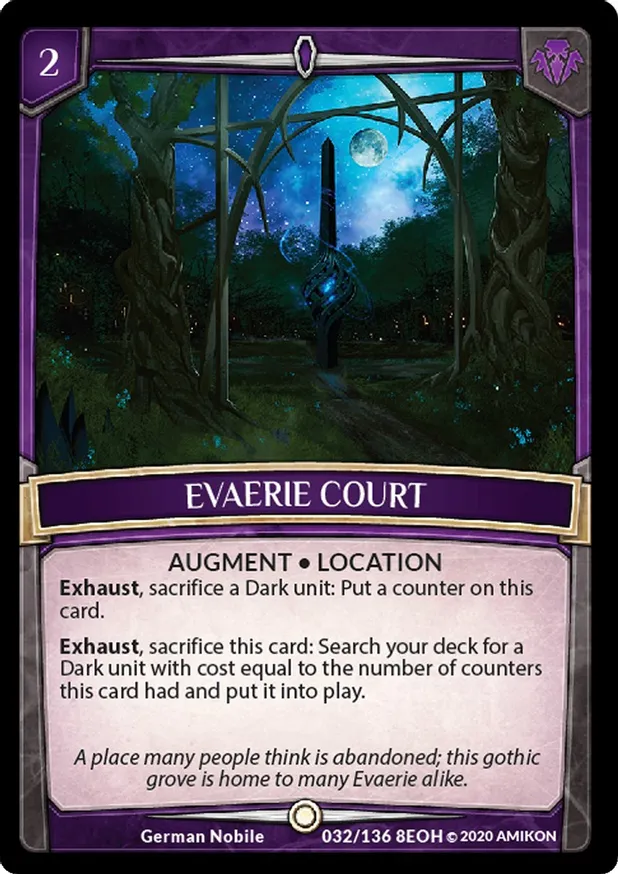 2
EVAERIE COURT
AUGMENT • LOCATION
Exhaust, sacrifice a Dark unit: Put a counter on this
card.
Exhaust, sacrifice this card: Search your deck for a
Dark unit with cost equal to the number of counters
this card had and put it into play.
A place many people think is abandoned; this gothic
grove is home to many Evaerie alike.
German Nobile 032/136 8EOH © 2020 AMIKON